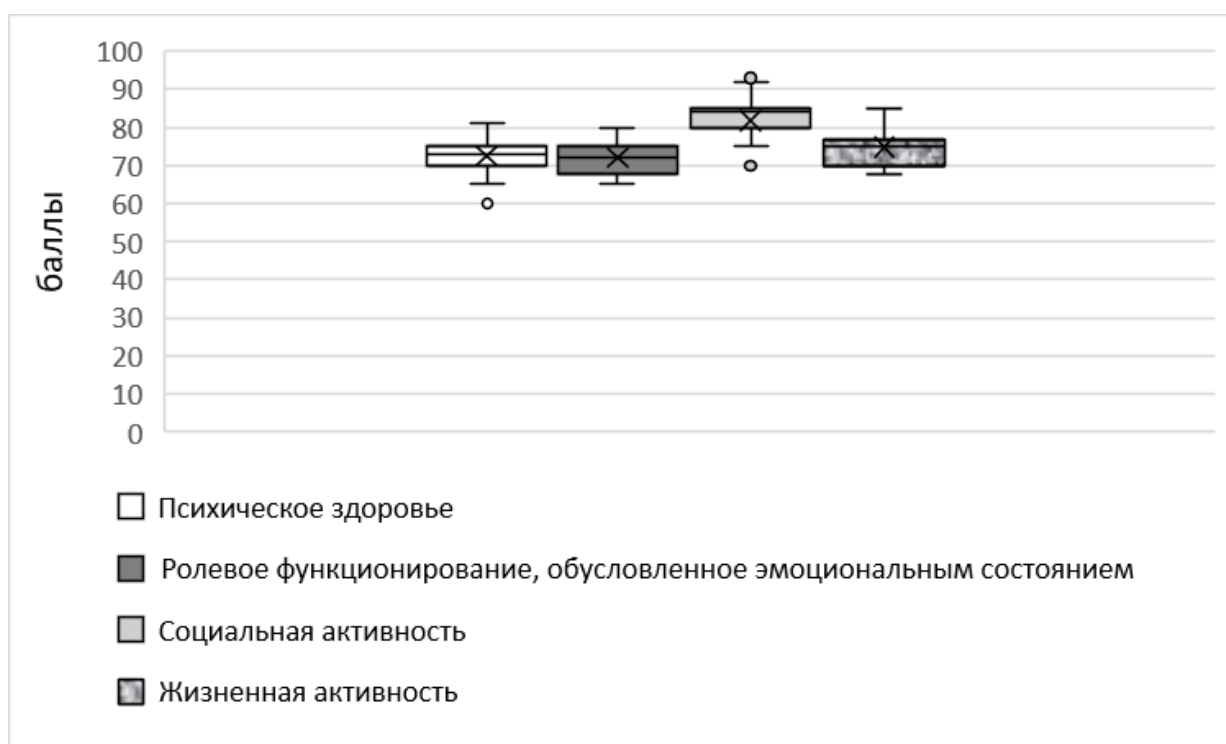 100
90
80
70
60
50
40
30
20
10
0
баллы
Психическое здоровье
Ролевое функционирование, обусловленное эмоциональным состоянием
Социальная активность
Жизненная активность